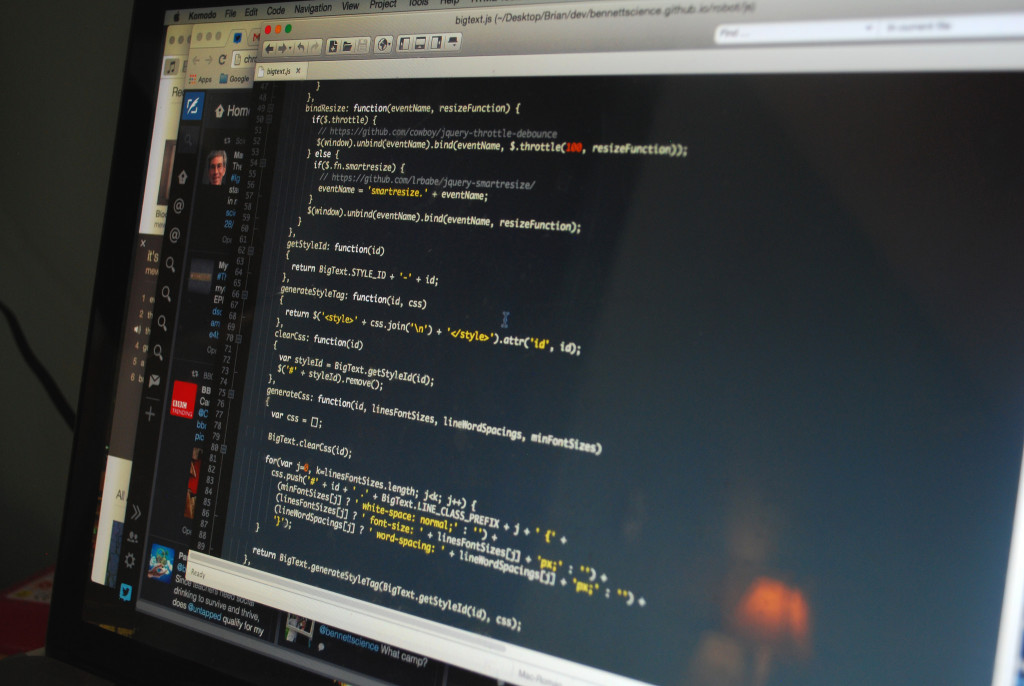 Komodo File Edit Code Navigation View Project Tools
bigtext.js (~/Desktop/Brian/dev/bennettscience.github.io/robot/js)
Find
Apps Google
bigtext.js
Home
}
},
bindResize: function(eventName, resizeFunction) {
if($.throttle) {
// https://github.com/cowboy/jquery-throttle-debounce
$(window).unbind(eventName).bind(eventName, $.throttle(100, resizeFunction));
} else {
if($.fn.smartresize) {
// https://github.com/lrbabe/jquery-smartresize/
eventName = 'smartresize.' + eventName;
}
$(window).unbind(eventName).bind(eventName, resizeFunction);
}
},
getStyleId: function(id)
{
return BigText.STYLE_ID + '-' + id;
},
generateStyleTag: function(id, css)
{
return $('<style>' + css.join('\n') + '</style>').attr('id', id);
},
clearCss: function(id)
{
var styleId = BigText.getStyleId(id);
$('#' + styleId).remove();
},
generateCss: function(id, linesFontSizes, lineWordSpacings, minFontSizes)
{
var css = [];
BigText.clearCss(id);
for(var j=0, k=linesFontSizes.length; j<k; j++) {
css.push('#' + id + ' .' + BigText.LINE_CLASS_PREFIX + j + ' {' +
(minFontSizes[j] ? ' white-space: normal;' : '') +
(linesFontSizes[j] ? ' font-size: ' + linesFontSizes[j] + 'px;' : '') +
(lineWordSpacings[j] ? ' word-spacing: ' + lineWordSpacings[j] + 'px;' : '') +
'}');
}
return BigText.generateStyleTag(BigText.getStyleId(id), css);
},
Ready
BBC
TRENDING
Since teachers need social
drinking to survive and thrive,
does @untapped qualify for my
@bennettscience What camp?